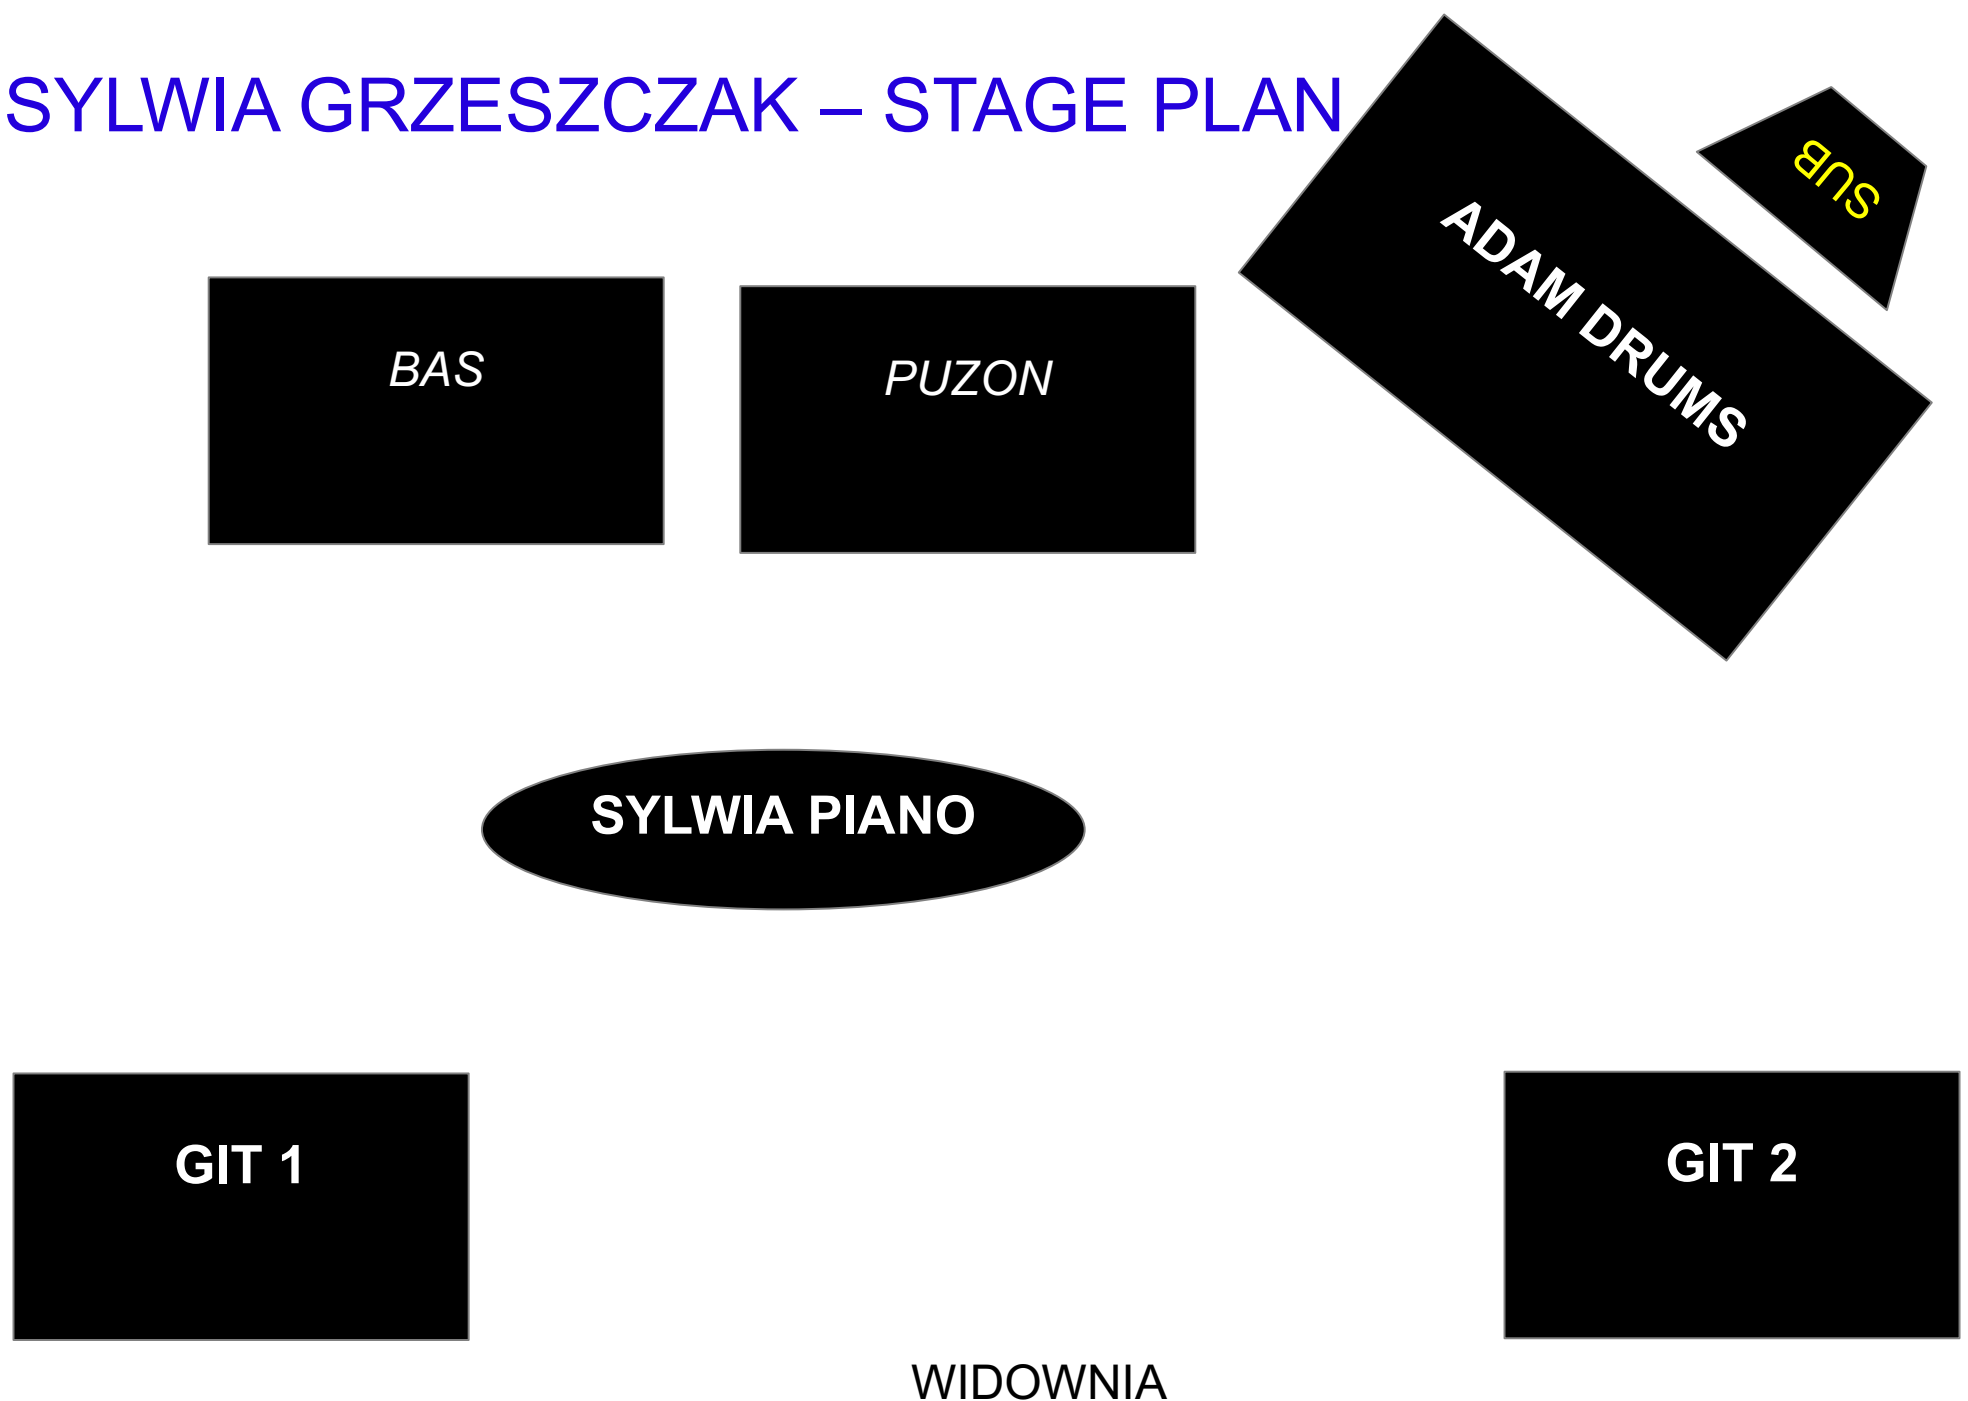 SYLWIA GRZESZCZAK – STAGE PLAN
SUB
ADAM DRUMS
BAS
PUZON
SYLWIA PIANO
GIT 1
GIT 2
WIDOWNIA